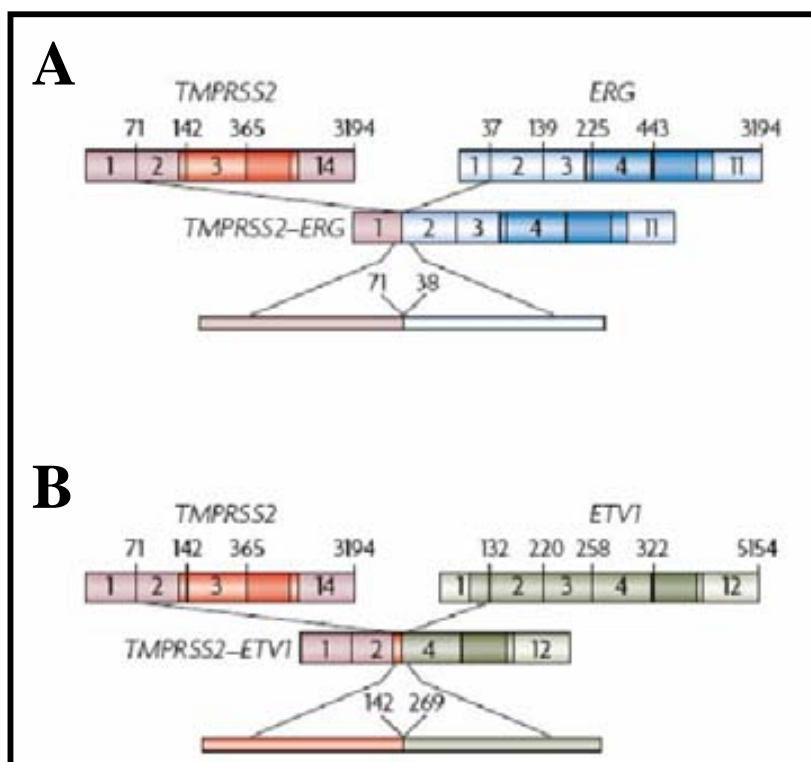 A
TMPRSS2 ERG
71 142 365 3194 37 139 225 443 3194
1 2 3 14 1 2 3 4 11
TMPRSS2–ERG 1 2 3 4 11
71 38
B
TMPRSS2 ETV1
71 142 365 3194 132 220 258 322 5154
1 2 3 14 1 2 3 4 12
TMPRSS2–ETV1 1 2 4 12
142 269